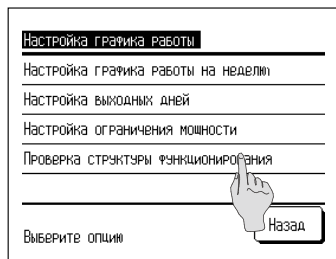 Настройка графика работы
Настройка графика работы на неделю
Настройка выходных дней
Настройка ограничения мощности
Проверка структуры функционирования
Выберите опцию
Назад